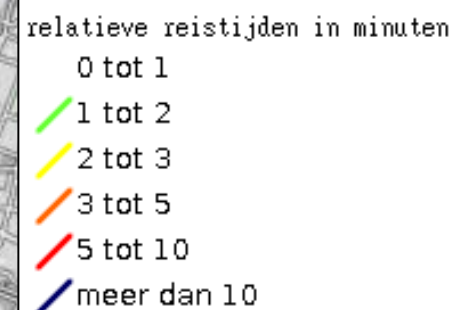 relatieve reistijden in minuten
0 tot 1
1 tot 2
2 tot 3
3 tot 5
5 tot 10
meer dan 10